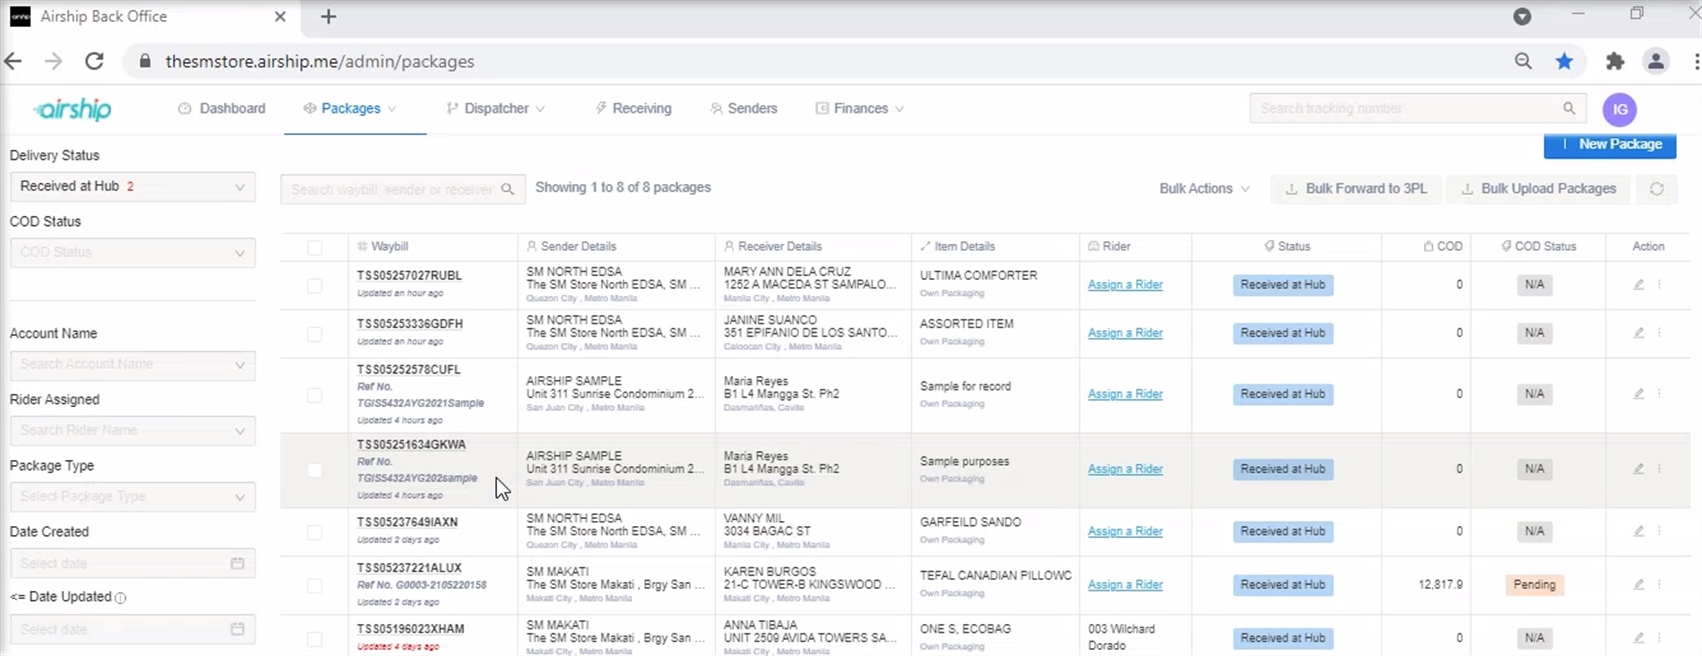 Airship Back Office
thesmstore.airship.me/admin/packages
airship
Dashboard
Packages
Dispatcher
Receiving
Senders
Finances
Search tracking number
IG
New Package
Delivery Status
Received at Hub 2
COD Status
COD Status
Account Name
Search Account Name
Rider Assigned
Search Rider Name
Package Type
Select Package Type
Date Created
Select date
<= Date Updated
Select date
Search waybill, sender or receiver
Showing 1 to 8 of 8 packages
Bulk Actions
Bulk Forward to 3PL
Bulk Upload Packages
Waybill Sender Details Receiver Details Item Details Rider Status COD COD Status Action
TSS05257027RUBL
Updated an hour ago
SM NORTH EDSA
The SM Store North EDSA, SM ...
Quezon City , Metro Manila
MARY ANN DELA CRUZ
1252 A MACEDA ST SAMPALO...
Manila City , Metro Manila
ULTIMA COMFORTER
Own Packaging
Assign a Rider
Received at Hub
0
N/A
TSS05253336GDFH
Updated an hour ago
SM NORTH EDSA
The SM Store North EDSA, SM ...
Quezon City , Metro Manila
JANINE SUANCO
351 EPIFANIO DE LOS SANTO...
Caloocan City , Metro Manila
ASSORTED ITEM
Own Packaging
Assign a Rider
Received at Hub
0
N/A
TSS05252578CUFL
Ref No.
TGIS5432AYG2021Sample
Updated 4 hours ago
AIRSHIP SAMPLE
Unit 311 Sunrise Condominium 2...
San Juan City , Metro Manila
Maria Reyes
B1 L4 Mangga St. Ph2
Dasmariñas, Cavite
Sample for record
Own Packaging
Assign a Rider
Received at Hub
0
N/A
TSS05251634GKWA
Ref No.
TGIS5432AYG202sample
Updated 4 hours ago
AIRSHIP SAMPLE
Unit 311 Sunrise Condominium 2...
San Juan City , Metro Manila
Maria Reyes
B1 L4 Mangga St. Ph2
Dasmariñas, Cavite
Sample purposes
Own Packaging
Assign a Rider
Received at Hub
0
N/A
TSS05237649IAXN
Updated 2 days ago
SM NORTH EDSA
The SM Store North EDSA, SM ...
Quezon City , Metro Manila
VANNY MIL
3034 BAGAC ST
Manila City , Metro Manila
GARFEILD SANDO
Own Packaging
Assign a Rider
Received at Hub
0
N/A
TSS05237221ALUX
Ref No. G0003-2105220158
Updated 2 days ago
SM MAKATI
The SM Store Makati , Brgy San ...
Makati City , Metro Manila
KAREN BURGOS
21-C TOWER-B KINGSWOOD ...
Makati City , Metro Manila
TEFAL CANADIAN PILLOWC
Own Packaging
Assign a Rider
Received at Hub
12,817.9
Pending
TSS05196023XHAM
Updated 4 days ago
SM MAKATI
The SM Store Makati , Brgy San ...
Makati City , Metro Manila
ANNA TIBAJA
UNIT 2509 AVIDA TOWERS SA...
Makati City , Metro Manila
ONE S, ECOBAG
Own Packaging
003 Wilchard
Dorado
Received at Hub
0
N/A